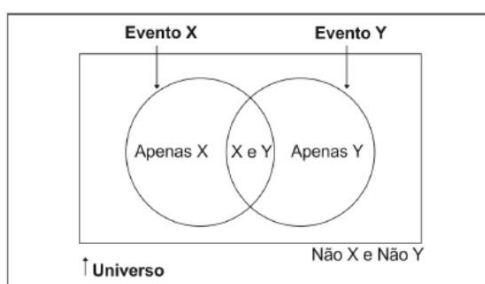 Evento X Evento Y
Apenas X X e Y Apenas Y
Não X e Não Y
↑ Universo